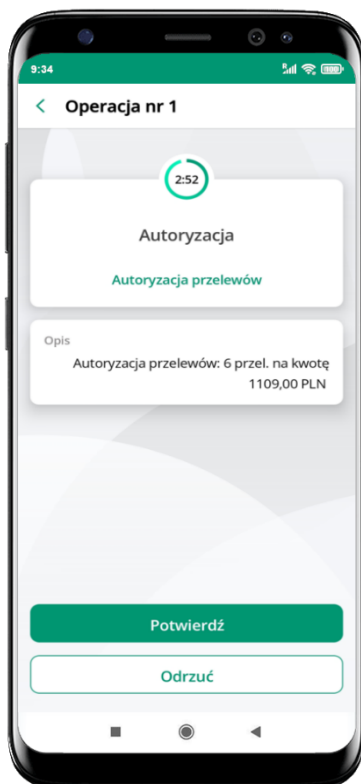 9:34
Operacja nr 1
2:52
Autoryzacja
Autoryzacja przelewów
Opis
Autoryzacja przelewów: 6 przel. na kwotę
1109,00 PLN
Potwierdź
Odrzuć